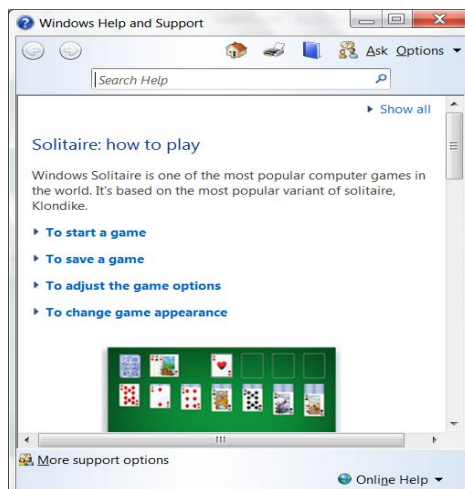 Windows Help and Support
Ask Options
Search Help
Show all
Solitaire: how to play
Windows Solitaire is one of the most popular computer games in
the world. It's based on the most popular variant of solitaire,
Klondike.
To start a game
To save a game
To adjust the game options
To change game appearance
More support options
Online Help